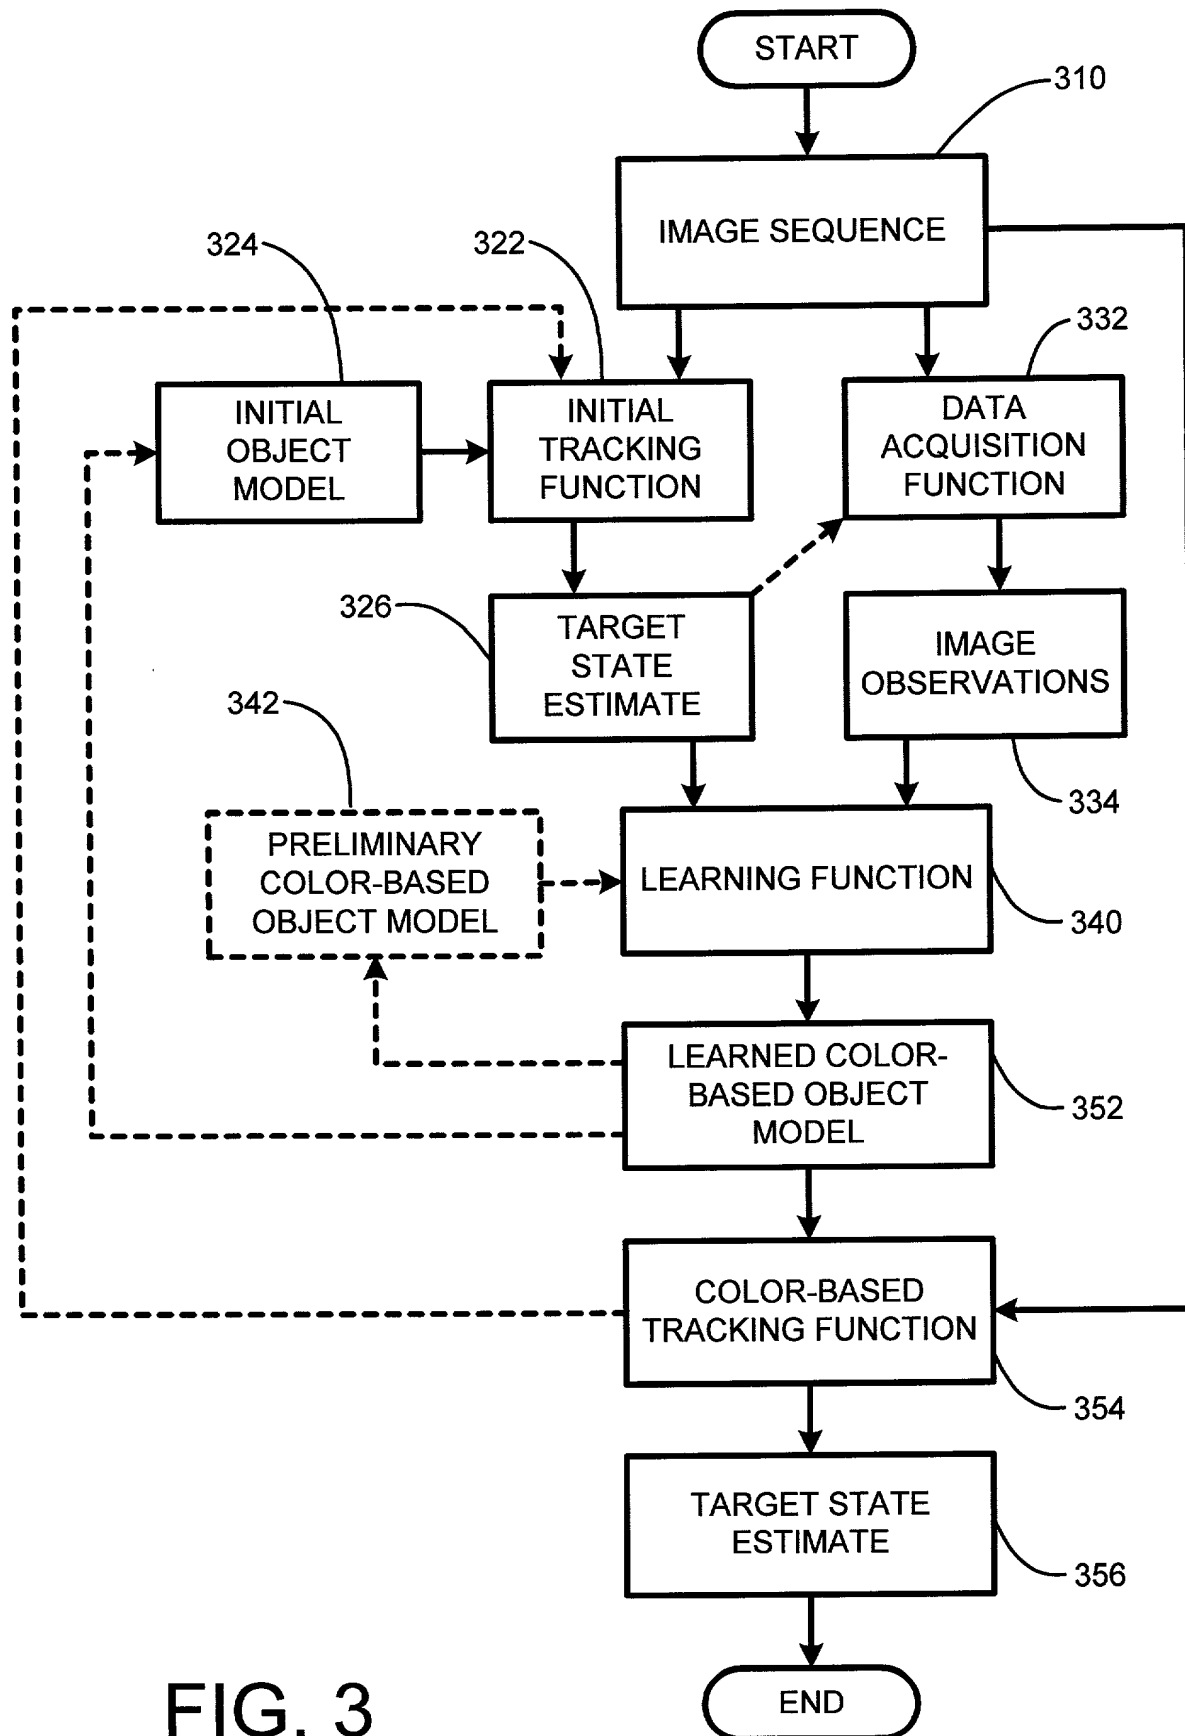 START
310
IMAGE SEQUENCE
324
322
332
INITIAL
OBJECT
MODEL
INITIAL
TRACKING
FUNCTION
DATA
ACQUISITION
FUNCTION
326
TARGET
STATE
ESTIMATE
IMAGE
OBSERVATIONS
342
334
PRELIMINARY
COLOR-BASED
OBJECT MODEL
LEARNING FUNCTION
340
LEARNED COLOR-
BASED OBJECT
MODEL
352
COLOR-BASED
TRACKING FUNCTION
354
TARGET STATE
ESTIMATE
356
END
FIG. 3